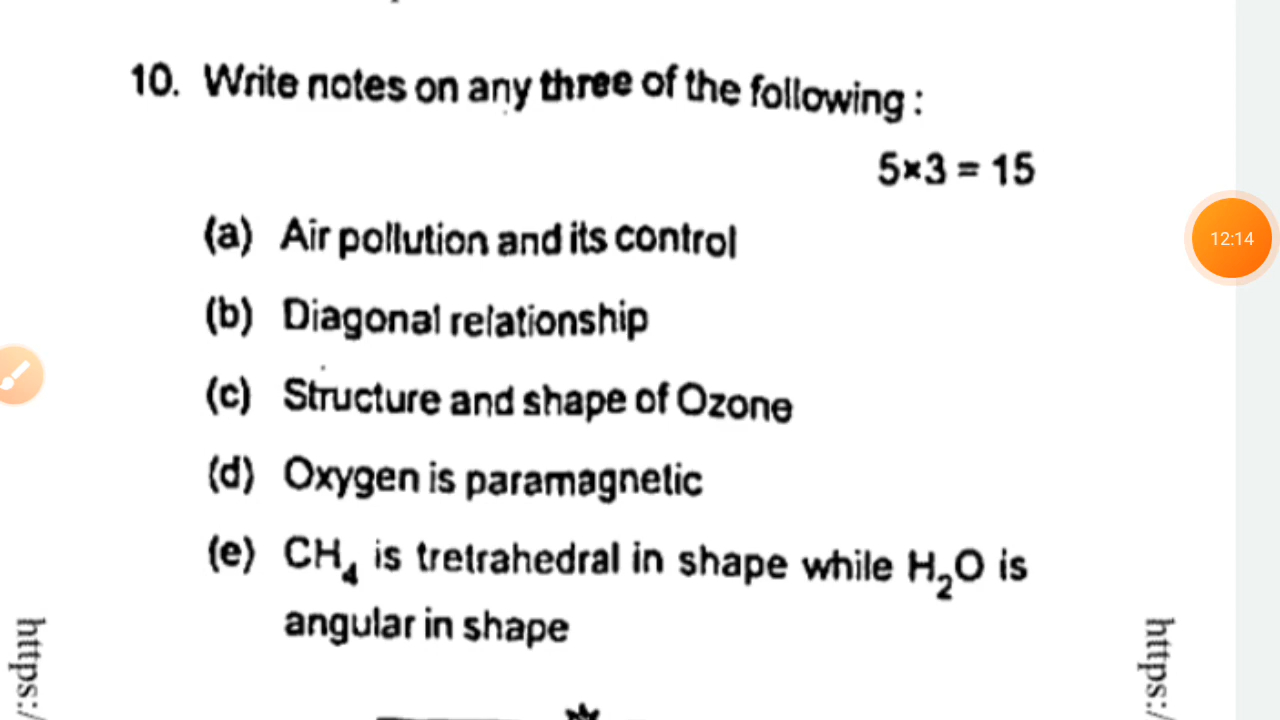 10. Write notes on any three of the following :
5×3 = 15
(a) Air pollution and its control
(b) Diagonal relationship
(c) Structure and shape of Ozone
(d) Oxygen is paramagnetic
(e) CH₄ is tretrahedral in shape while H₂O is
angular in shape
12:14
https:/
https:/